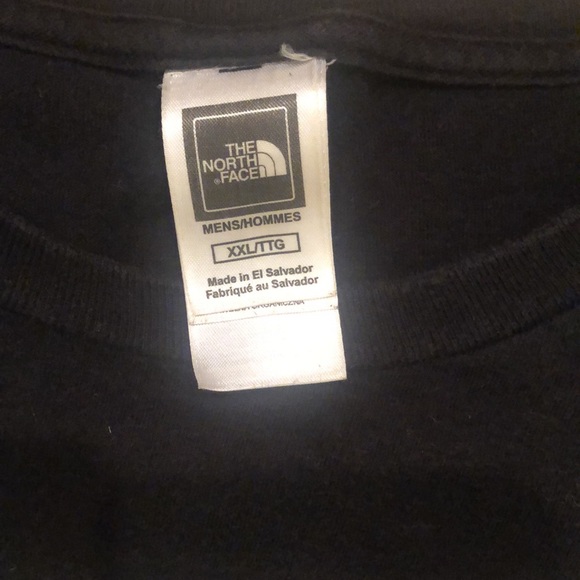 THE
NORTH
FACE
MENS/HOMMES
XXL/TTG
Made in El Salvador
Fabriqué au Salvador